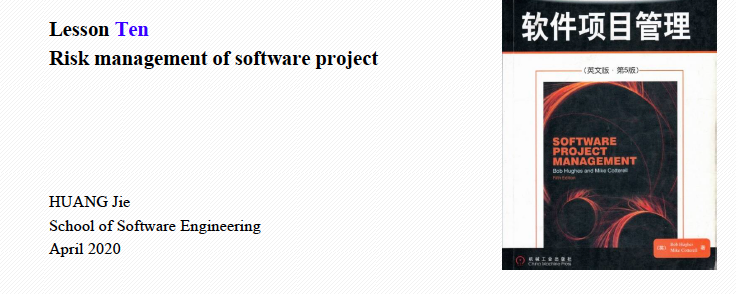 Lesson Ten
Risk management of software project
HUANG Jie
School of Software Engineering
April 2020
软件项目管理
(英文版·第5版)
SOFTWARE
PROJECT
MANAGEMENT
Bob Hughes and Mike Cotterell
Fifth Edition
(英) Bob Hughes
Mike Cotterell 著
机械工业出版社
China Machine Press